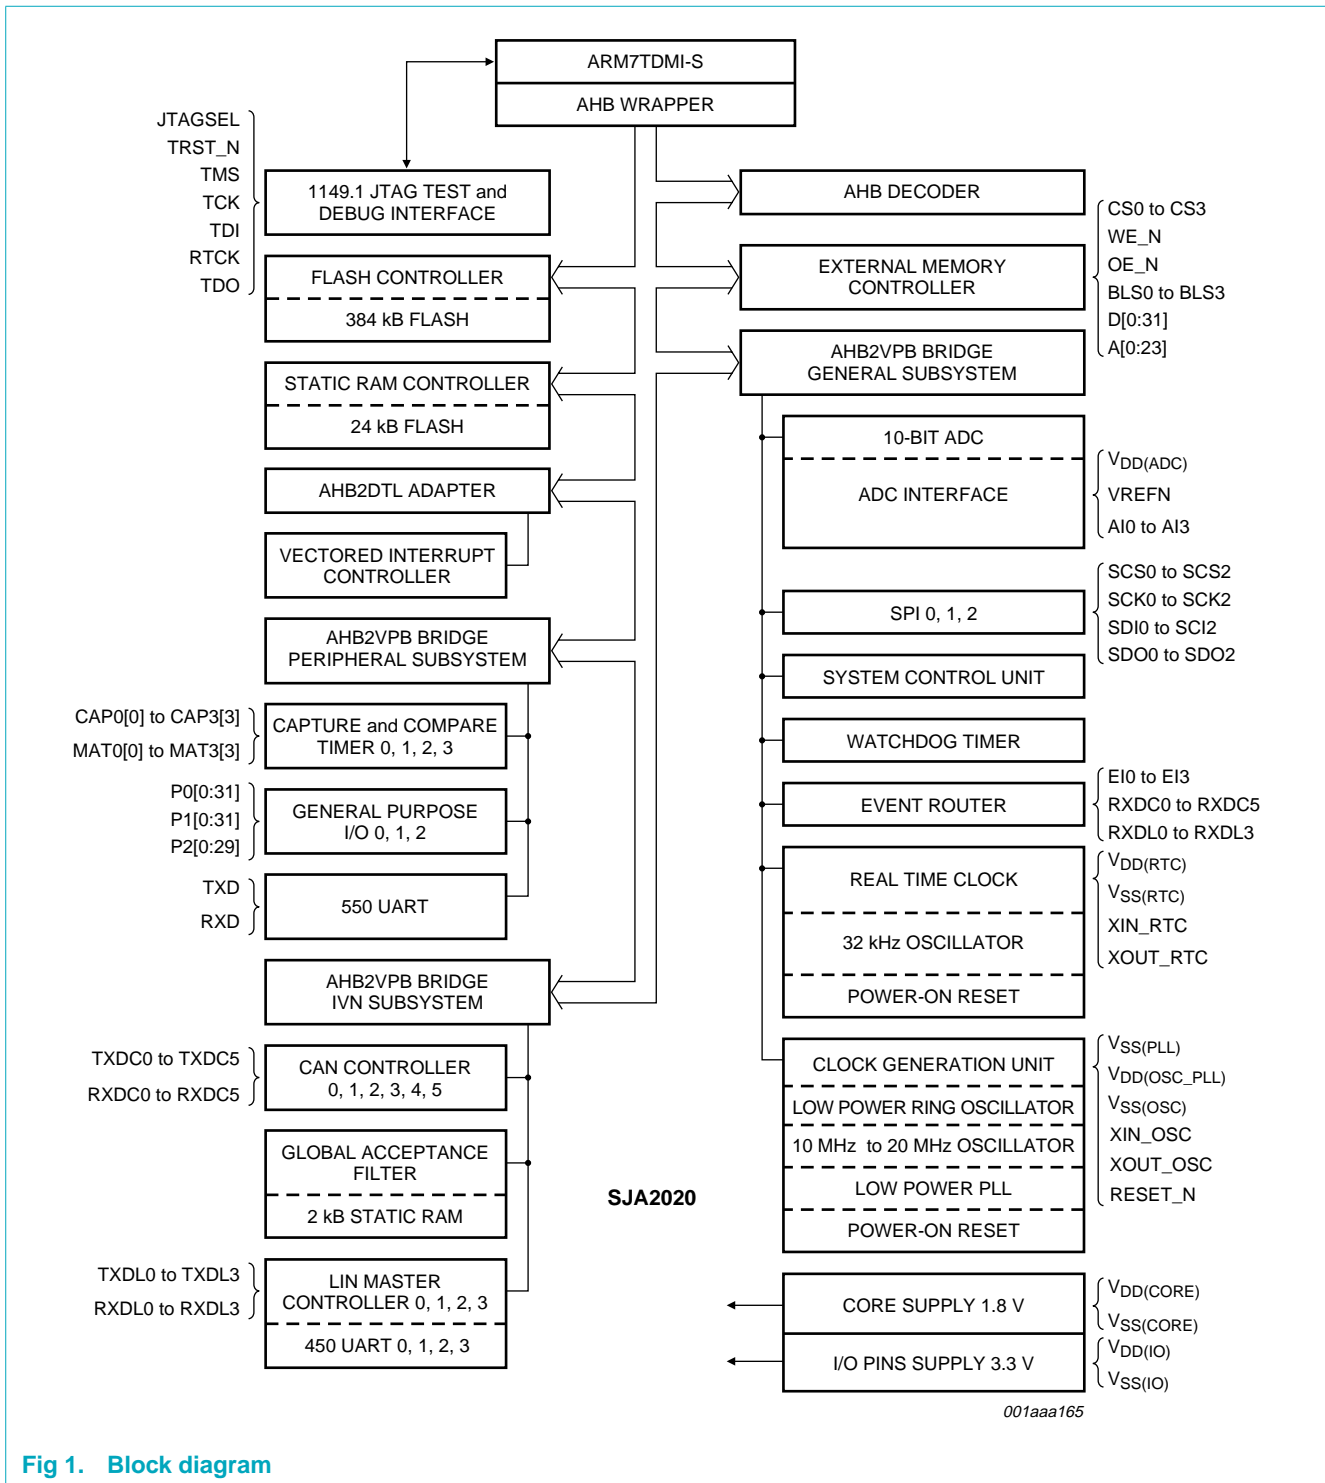 ARM7TDMI-S
AHB WRAPPER
JTAGSEL
TRST_N
TMS
TCK
TDI
RTCK
TDO
1149.1 JTAG TEST and
DEBUG INTERFACE
FLASH CONTROLLER
384 kB FLASH
STATIC RAM CONTROLLER
24 kB FLASH
AHB2DTL ADAPTER
VECTORED INTERRUPT
CONTROLLER
AHB2VPB BRIDGE
PERIPHERAL SUBSYSTEM
CAP0[0] to CAP3[3]
MAT0[0] to MAT3[3]
CAPTURE and COMPARE
TIMER 0, 1, 2, 3
P0[0:31]
P1[0:31]
P2[0:29]
GENERAL PURPOSE
I/O 0, 1, 2
TXD
RXD
550 UART
AHB2VPB BRIDGE
IVN SUBSYSTEM
TXDC0 to TXDC5
RXDC0 to RXDC5
CAN CONTROLLER
0, 1, 2, 3, 4, 5
GLOBAL ACCEPTANCE
FILTER
2 kB STATIC RAM
TXDL0 to TXDL3
RXDL0 to RXDL3
LIN MASTER
CONTROLLER 0, 1, 2, 3
450 UART 0, 1, 2, 3
SJA2020
AHB DECODER
EXTERNAL MEMORY
CONTROLLER
CS0 to CS3
WE_N
OE_N
BLS0 to BLS3
D[0:31]
A[0:23]
AHB2VPB BRIDGE
GENERAL SUBSYSTEM
10-BIT ADC
ADC INTERFACE
VDD(ADC)
VREFN
AI0 to AI3
SPI 0, 1, 2
SCS0 to SCS2
SCK0 to SCK2
SDI0 to SCI2
SDO0 to SDO2
SYSTEM CONTROL UNIT
WATCHDOG TIMER
EVENT ROUTER
EI0 to EI3
RXDC0 to RXDC5
RXDL0 to RXDL3
REAL TIME CLOCK
32 kHz OSCILLATOR
POWER-ON RESET
VDD(RTC)
VSS(RTC)
XIN_RTC
XOUT_RTC
CLOCK GENERATION UNIT
LOW POWER RING OSCILLATOR
10 MHz to 20 MHz OSCILLATOR
LOW POWER PLL
POWER-ON RESET
VSS(PLL)
VDD(OSC_PLL)
VSS(OSC)
XIN_OSC
XOUT_OSC
RESET_N
CORE SUPPLY 1.8 V
VDD(CORE)
VSS(CORE)
I/O PINS SUPPLY 3.3 V
VDD(IO)
VSS(IO)
001aaa165
Fig 1. Block diagram